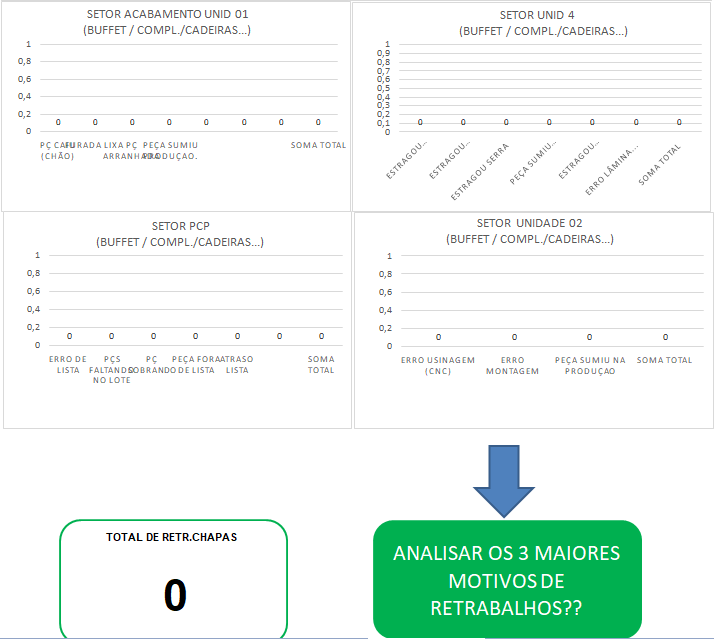 SETOR ACABAMENTO UNID 01
(BUFFET / COMPL./CADEIRAS...)
1
0,8
0,6
0,4
0,2
0
0 0 0 0 0 0 0 0
PÇ CAIU
(CHÃO)
FURADA LIXA
PÇ
ARRANHADA
PEÇA SUMIU
PRODUÇAO.
SOMA TOTAL
SETOR UNID 4
(BUFFET / COMPL./CADEIRAS...)
1
0,9
0,8
0,7
0,6
0,5
0,4
0,3
0,2
0,1
0
0 0 0 0 0 0 0
ESTRAGOU...
ESTRAGOU...
ESTRAGOU SERRA
PEÇA SUMIU...
ESTRAGOU...
ERRO LÂMINA...
SOMA TOTAL
SETOR PCP
(BUFFET / COMPL./CADEIRAS...)
1
0,8
0,6
0,4
0,2
0
0 0 0 0 0 0 0
ERRO DE
LISTA
PÇS
FALTANDO
NO LOTE
PÇ
SOBRANDO
PEÇA FORA
DE LISTA
ATRASO
LISTA
SOMA
TOTAL
SETOR UNIDADE 02
(BUFFET / COMPL./CADEIRAS...)
1
0,8
0,6
0,4
0,2
0
0 0 0 0
ERRO USINAGEM
(CNC)
ERRO
MONTAGEM
PEÇA SUMIU NA
PRODUÇAO
SOMA TOTAL
TOTAL DE RETR.CHAPAS
0
ANALISAR OS 3 MAIORES
MOTIVOS DE
RETRABALHOS??